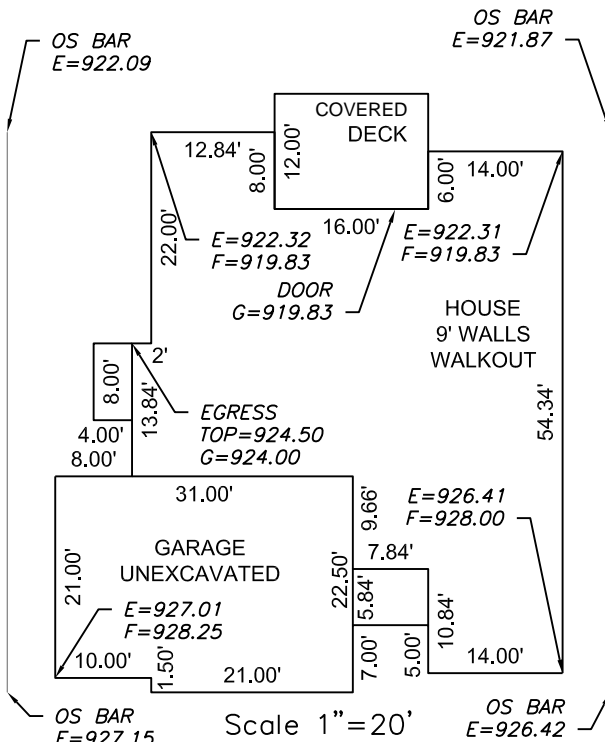 OS BAR
E=922.09
OS BAR
E=921.87
COVERED
DECK
12.84'
8.00'
12.00'
6.00'
14.00'
16.00'
22.00'
E=922.32
F=919.83
E=922.31
F=919.83
DOOR
G=919.83
HOUSE
9' WALLS
WALKOUT
2'
8.00'
13.84'
4.00'
8.00'
EGRESS
TOP=924.50
G=924.00
54.34'
31.00'
9.66'
E=926.41
F=928.00
7.84'
GARAGE
UNEXCAVATED
21.00'
22.50'
5.84'
10.84'
E=927.01
F=928.25
10.00'
1.50'
21.00'
7.00'
5.00'
14.00'
OS BAR
E=927.15
Scale 1"=20'
OS BAR
E=926.42